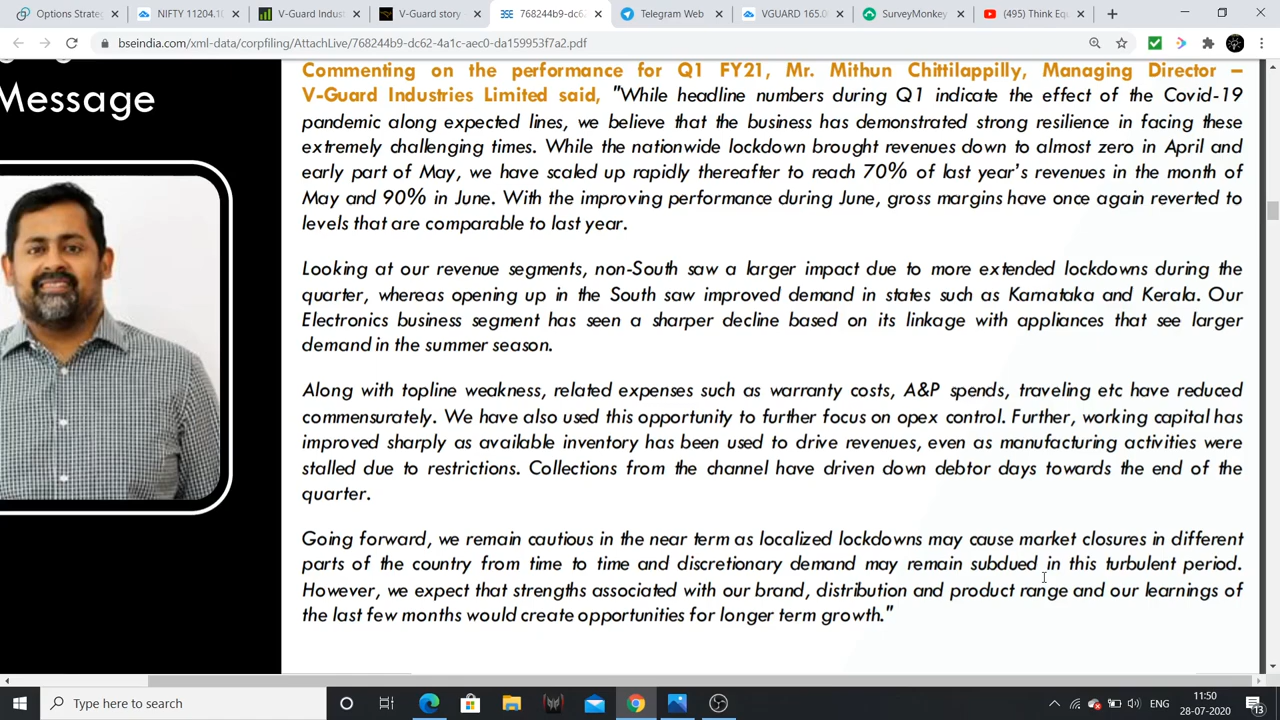 Options Strate
NIFTY 11204.10
V-Guard Indust
V-Guard story
768244b9-dc62
Telegram Web
VGUARD 165.00
SurveyMonkey
(495) Think Eq
bseindia.com/xml-data/corpfiling/AttachLive/768244b9-dc62-4a1c-aec0-da159953f7a2.pdf
Message
Commenting on the performance for Q1 FY21, Mr. Mithun Chittilappilly, Managing Director –
V-Guard Industries Limited said, "While headline numbers during Q1 indicate the effect of the Covid-19
pandemic along expected lines, we believe that the business has demonstrated strong resilience in facing these
extremely challenging times. While the nationwide lockdown brought revenues down to almost zero in April and
early part of May, we have scaled up rapidly thereafter to reach 70% of last year's revenues in the month of
May and 90% in June. With the improving performance during June, gross margins have once again reverted to
levels that are comparable to last year.
Looking at our revenue segments, non-South saw a larger impact due to more extended lockdowns during the
quarter, whereas opening up in the South saw improved demand in states such as Karnataka and Kerala. Our
Electronics business segment has seen a sharper decline based on its linkage with appliances that see larger
demand in the summer season.
Along with topline weakness, related expenses such as warranty costs, A&P spends, traveling etc have reduced
commensurately. We have also used this opportunity to further focus on opex control. Further, working capital has
improved sharply as available inventory has been used to drive revenues, even as manufacturing activities were
stalled due to restrictions. Collections from the channel have driven down debtor days towards the end of the
quarter.
Going forward, we remain cautious in the near term as localized lockdowns may cause market closures in different
parts of the country from time to time and discretionary demand may remain subdued in this turbulent period.
However, we expect that strengths associated with our brand, distribution and product range and our learnings of
the last few months would create opportunities for longer term growth."
Type here to search
ENG
11:50
28-07-2020
13